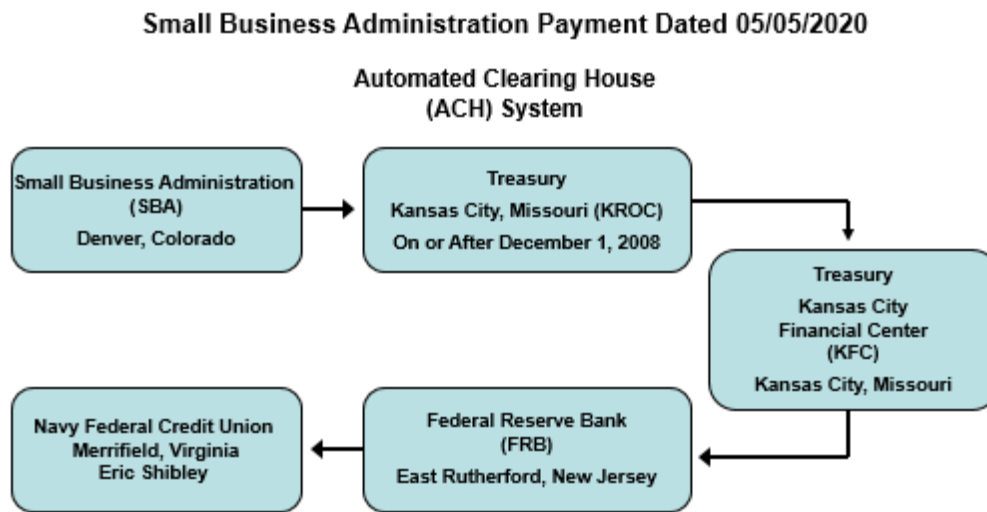 Small Business Administration Payment Dated 05/05/2020
Automated Clearing House
(ACH) System
Small Business Administration
(SBA)
Denver, Colorado
Treasury
Kansas City, Missouri (KROC)
On or After December 1, 2008
Treasury
Kansas City
Financial Center
(KFC)
Kansas City, Missouri
Federal Reserve Bank
(FRB)
East Rutherford, New Jersey
Navy Federal Credit Union
Merrifield, Virginia
Eric Shibley